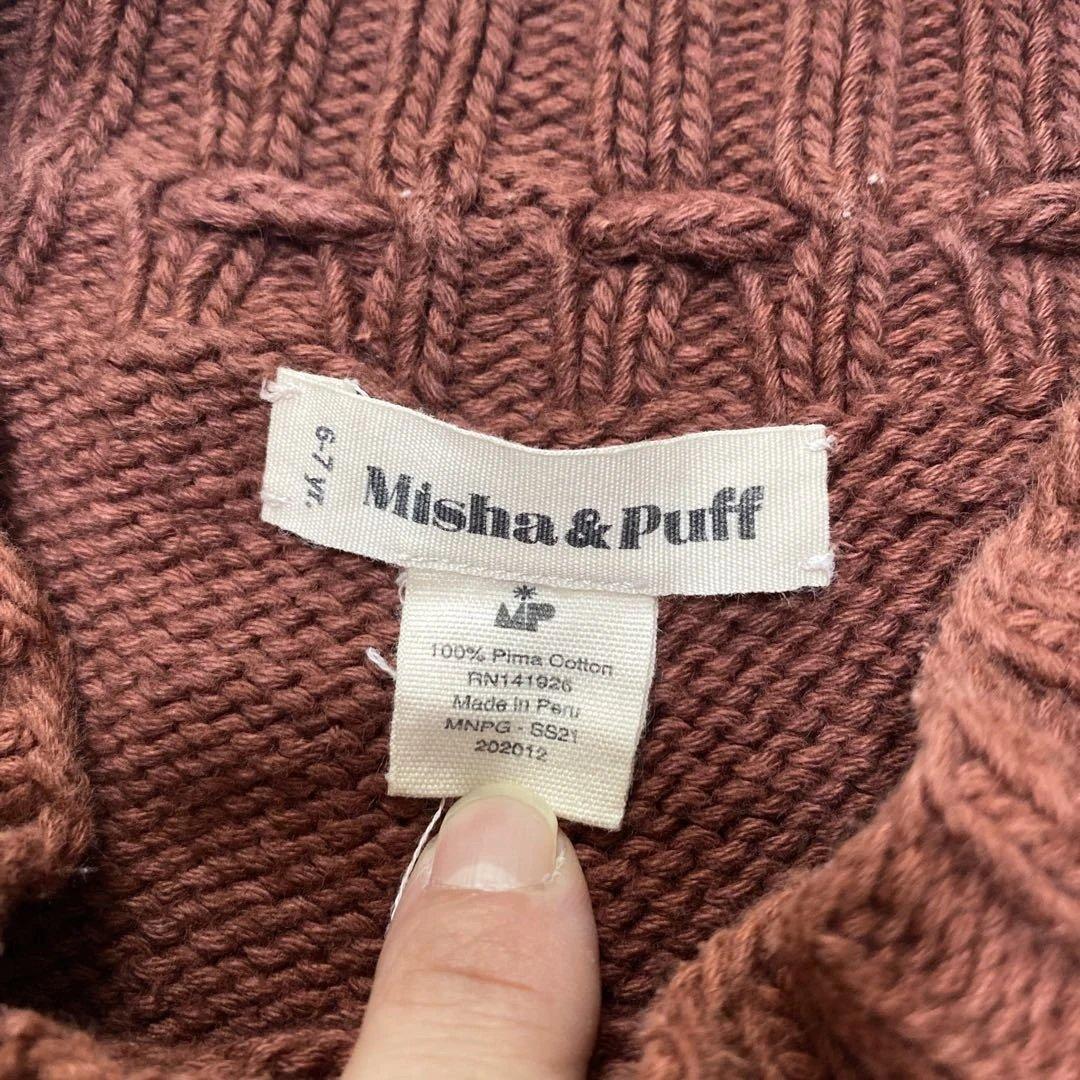 6-7 yr.
Misha & Puff
MP
100% Pima Cotton
RN141926
Made in Peru
MNPG - SS21
202012